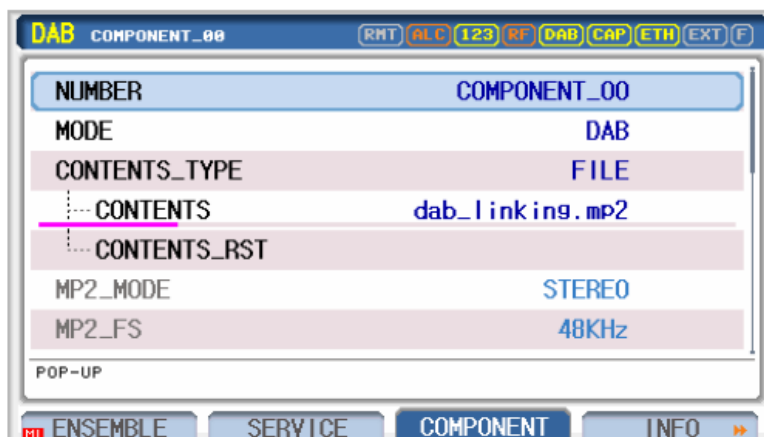 DAB COMPONENT_00 RMT ALC 123 RF DAB CAP ETH EXT F
NUMBER COMPONENT_00
MODE DAB
CONTENTS_TYPE FILE
CONTENTS dab_linking.mp2
CONTENTS_RST
MP2_MODE STEREO
MP2_FS 48KHz
POP-UP
M1 ENSEMBLE SERVICE COMPONENT INFO